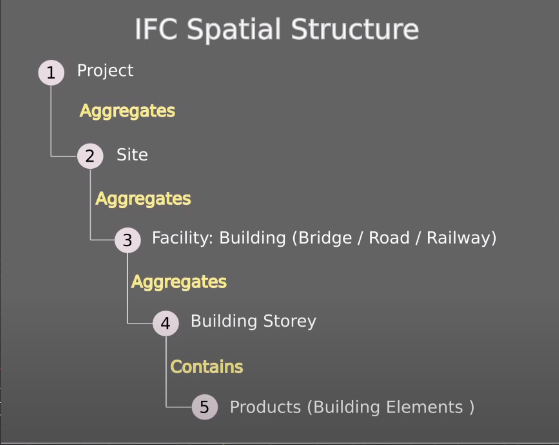 IFC Spatial Structure
1 Project
Aggregates
2 Site
Aggregates
3 Facility: Building (Bridge / Road / Railway)
Aggregates
4 Building Storey
Contains
5 Products (Building Elements )